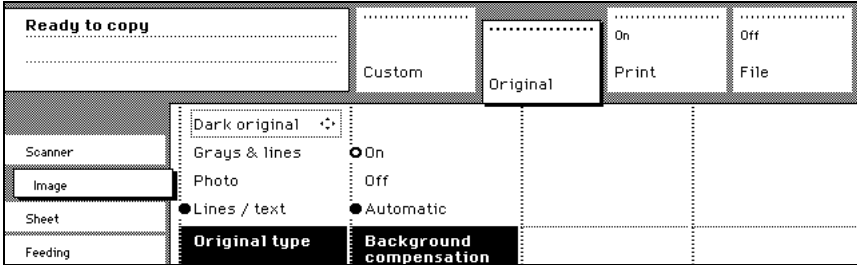 Ready to copy
Custom
Original
On
Print
Off
File
Scanner
Image
Sheet
Feeding
Dark original
Grays & lines
Photo
Lines / text
Original type
On
Off
Automatic
Background
compensation